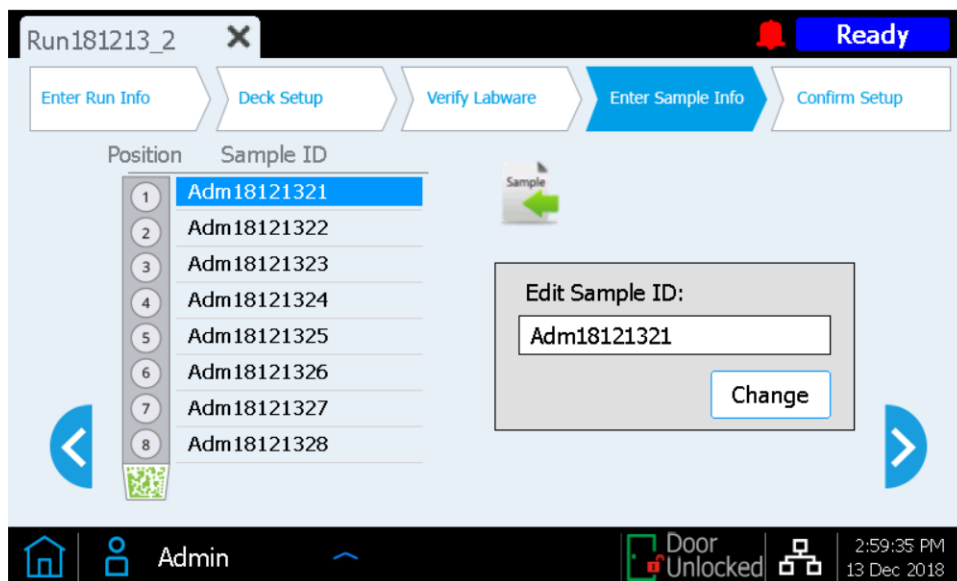 Run181213_2
Ready
Enter Run Info
Deck Setup
Verify Labware
Enter Sample Info
Confirm Setup
Position Sample ID
1 Adm18121321
2 Adm18121322
3 Adm18121323
4 Adm18121324
5 Adm18121325
6 Adm18121326
7 Adm18121327
8 Adm18121328
Sample
Edit Sample ID:
Adm18121321
Change
Admin
Door
Unlocked
2:59:35 PM
13 Dec 2018